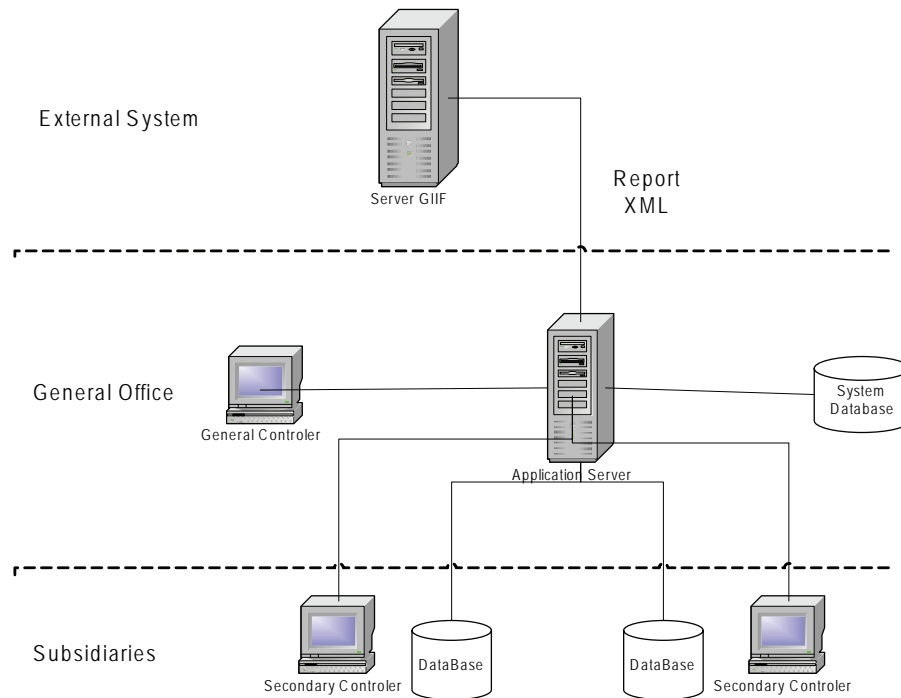 External System
Server GIIF
Report
XML
General Office
General Controler
Application Server
System
Database
Subsidiaries
Secondary Controler
DataBase
DataBase
Secondary Controler